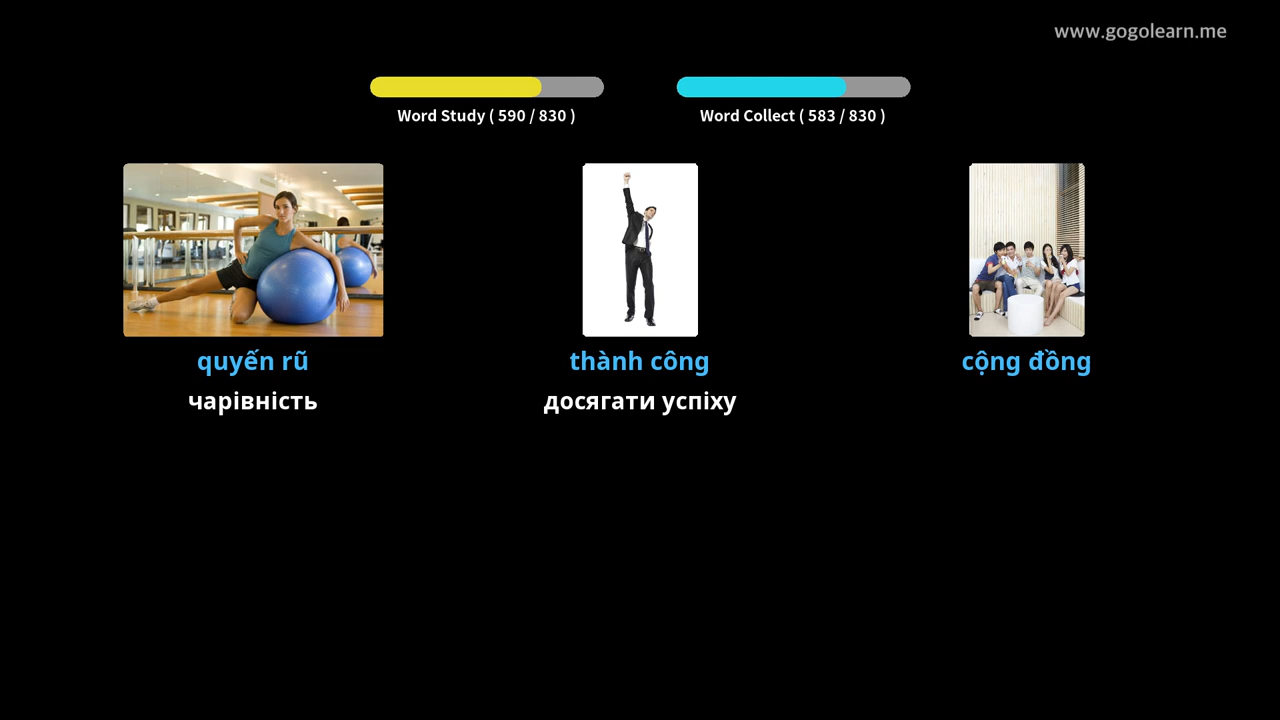 www.gogolearn.me
Word Study ( 590 / 830 )
Word Collect ( 583 / 830 )
quyến rũ
чарівність
thành công
досягати успіху
cộng đồng